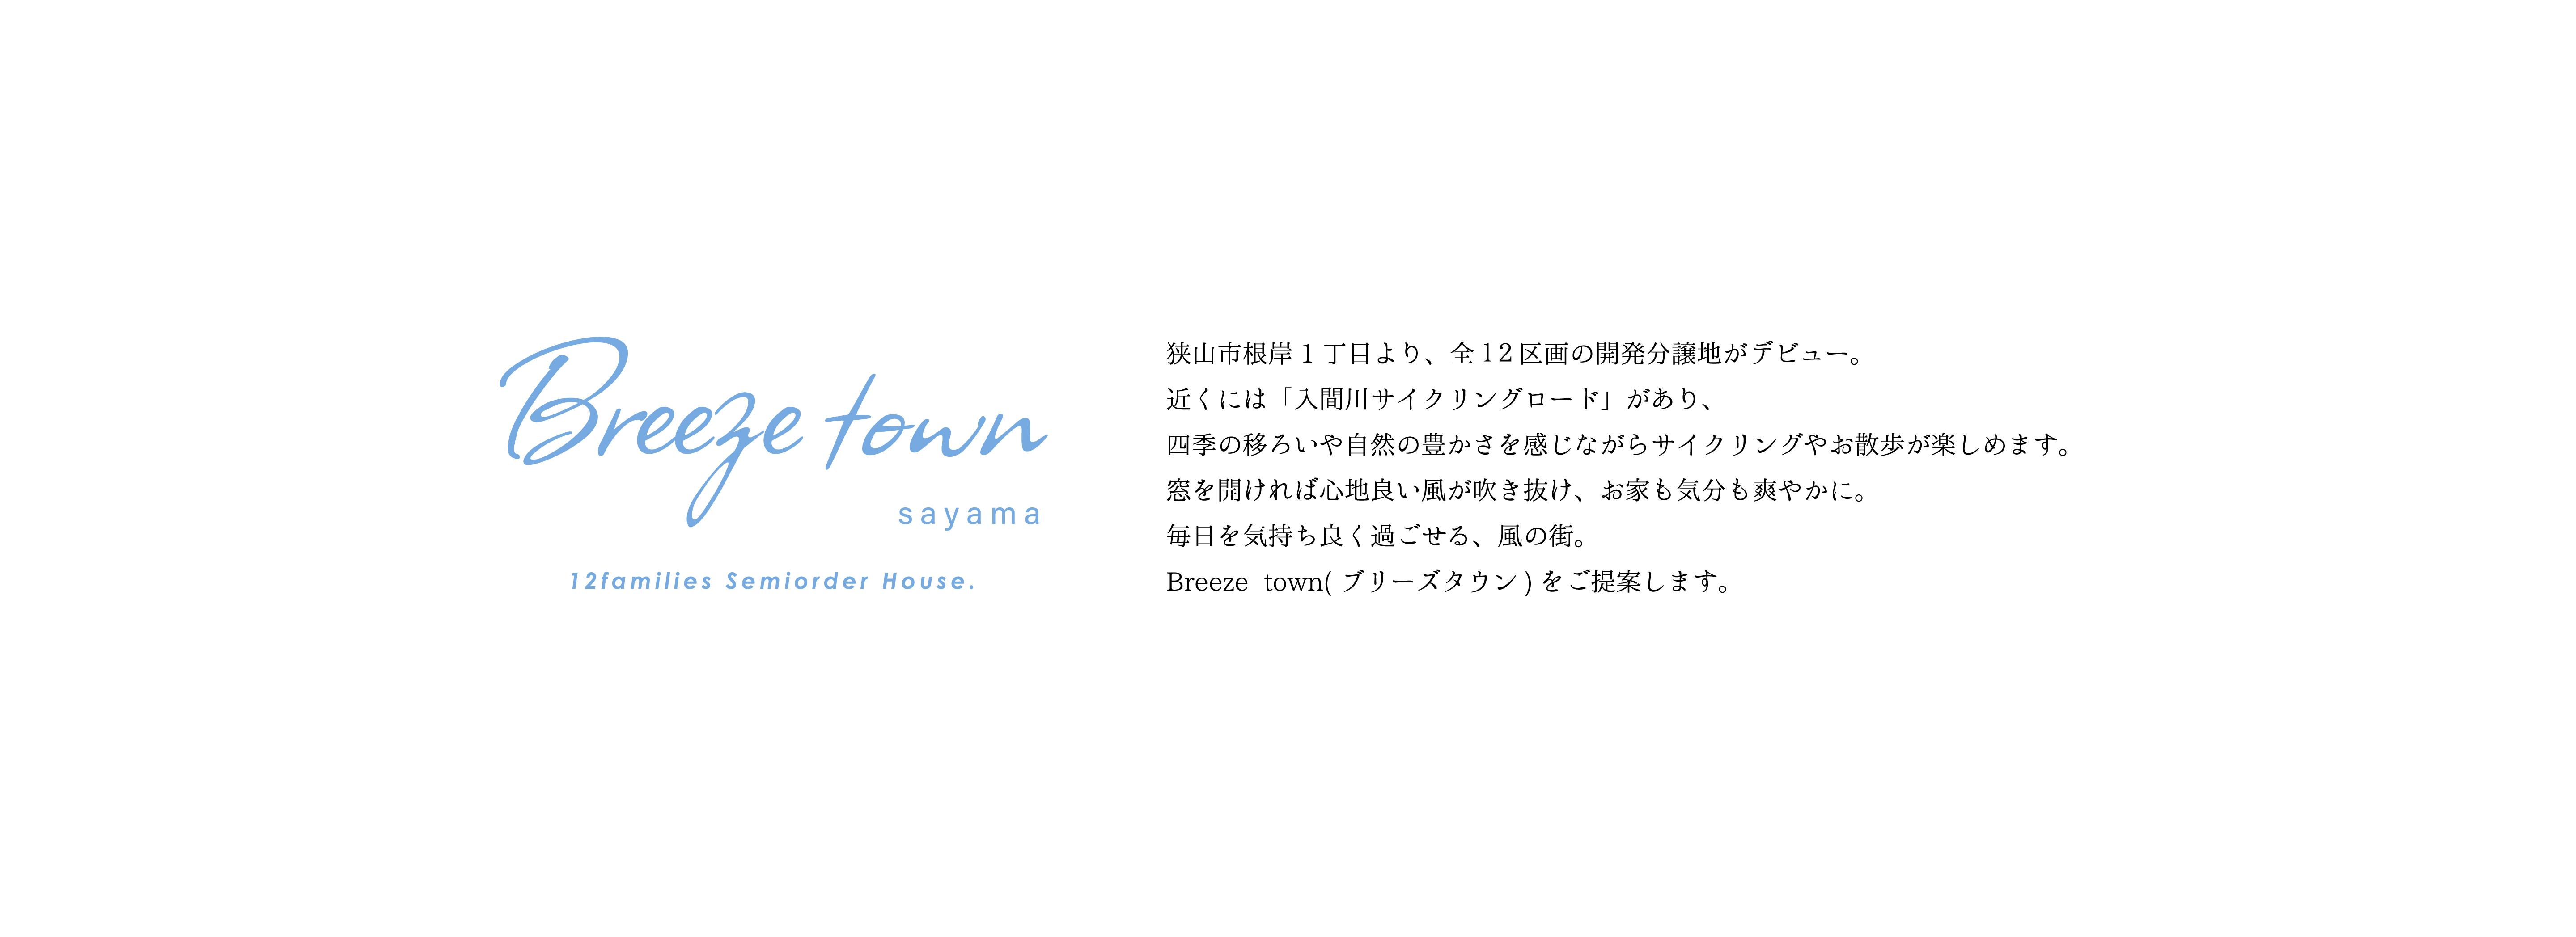 Breeze town
sayama
12families Semiorder House.
狭山市根岸1丁目より、全12区画の開発分譲地がデビュー。
近くには「入間川サイクリングロード」があり、
四季の移ろいや自然の豊かさを感じながらサイクリングやお散歩が楽しめます。
窓を開ければ心地良い風が吹き抜け、お家も気分も爽やかに。
毎日を気持ち良く過ごせる、風の街。
Breeze town(ブリーズタウン)をご提案します。